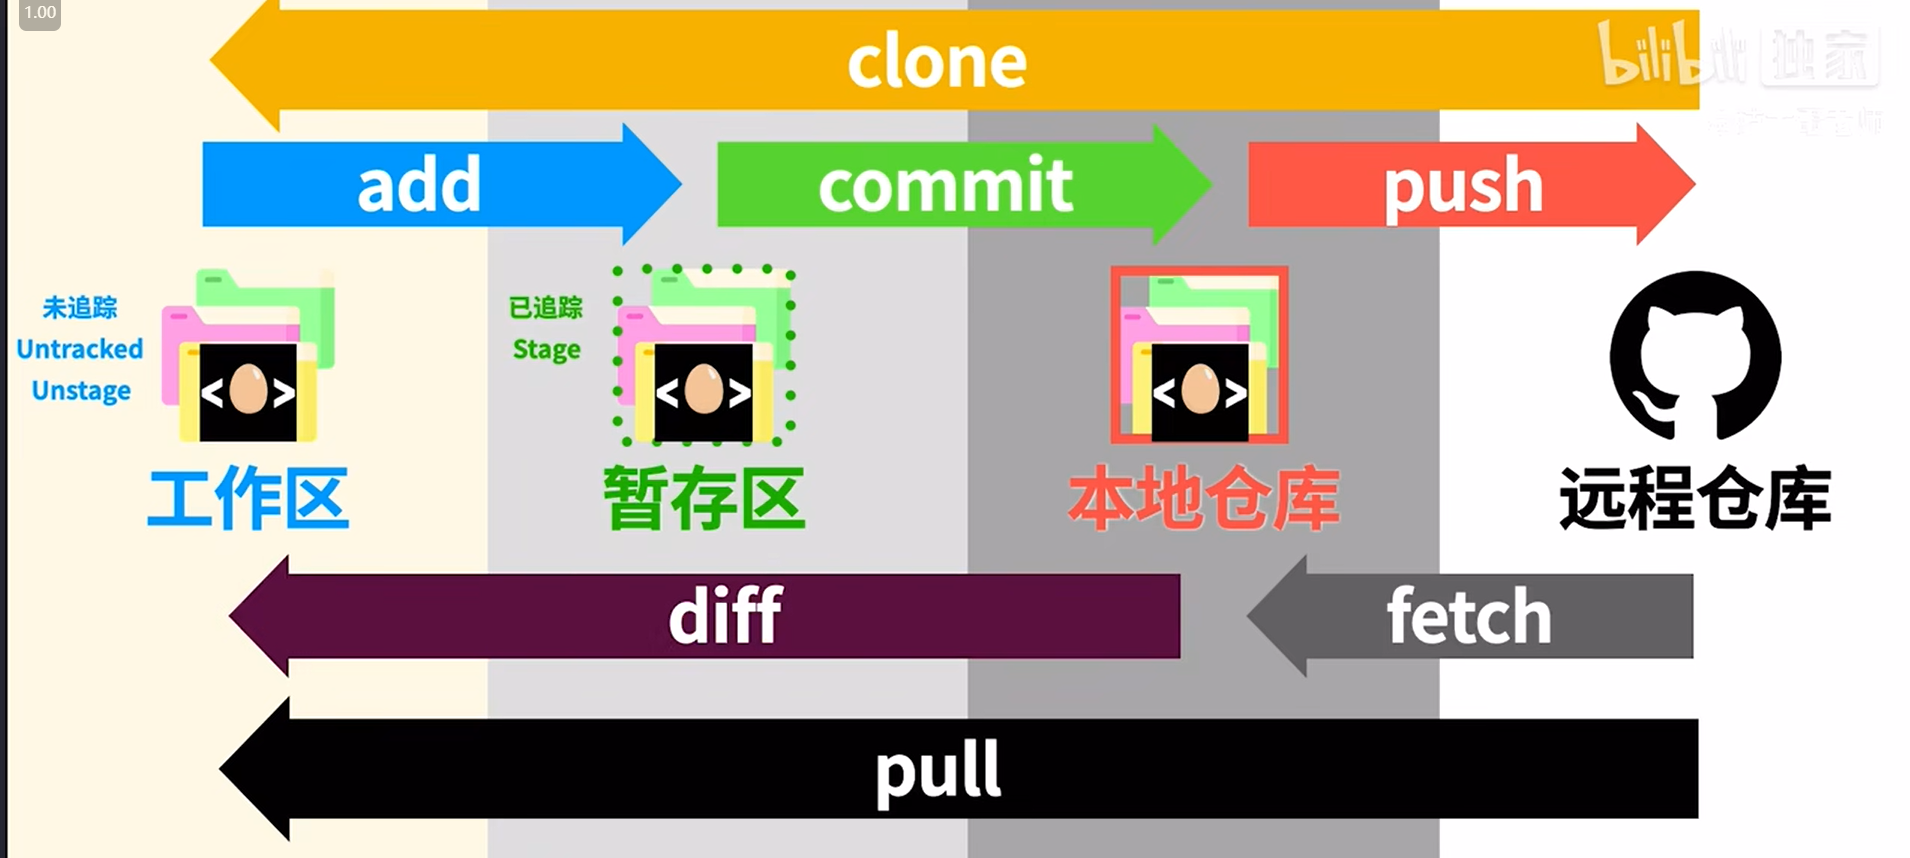 1.00
clone
bilibili 独家
add
commit
push
未追踪
Untracked
Unstage
已追踪
Stage
< >
< >
< >
工作区
暂存区
本地仓库
远程仓库
diff
fetch
pull